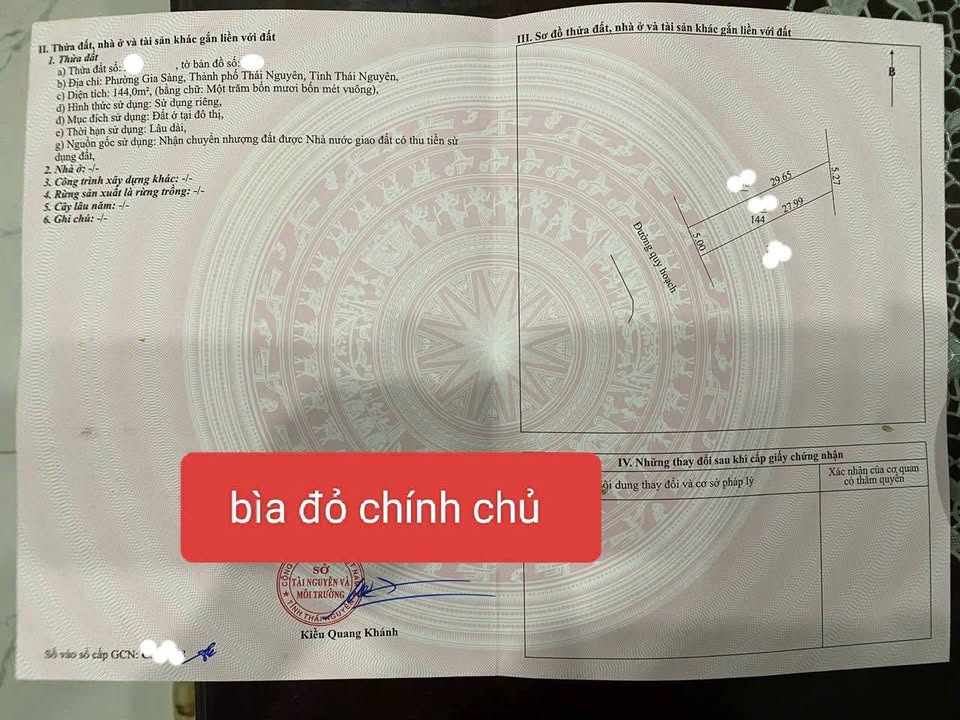 II. Thửa đất, nhà ở và tài sản khác gắn liền với đất
1. Thửa đất
a) Thửa đất số: , tờ bản đồ số:
b) Địa chỉ: Phường Gia Sàng, Thành phố Thái Nguyên, Tỉnh Thái Nguyên,
c) Diện tích: 144,0m², (bằng chữ: Một trăm bốn mươi bốn mét vuông),
d) Hình thức sử dụng: Sử dụng riêng,
đ) Mục đích sử dụng: Đất ở tại đô thị,
e) Thời hạn sử dụng: Lâu dài,
g) Nguồn gốc sử dụng: Nhận chuyển nhượng đất được Nhà nước giao đất có thu tiền sử
dụng đất,
2. Nhà ở: -/-
3. Công trình xây dựng khác: -/-
4. Rừng sản xuất là rừng trồng: -/-
5. Cây lâu năm: -/-
6. Ghi chú: -/-
bìa đỏ chính chủ
SỞ
TÀI NGUYÊN VÀ
MÔI TRƯỜNG
TỈNH THÁI NGUYÊN
Kiều Quang Khánh
Số vào sổ cấp GCN:
III. Sơ đồ thửa đất, nhà ở và tài sản khác gắn liền với đất
B
29.65
5.27
144
27.99
5.00
Đường quy hoạch
IV. Những thay đổi sau khi cấp giấy chứng nhận
dung thay đổi và cơ sở pháp lý
Xác nhận của cơ quan
có thẩm quyền